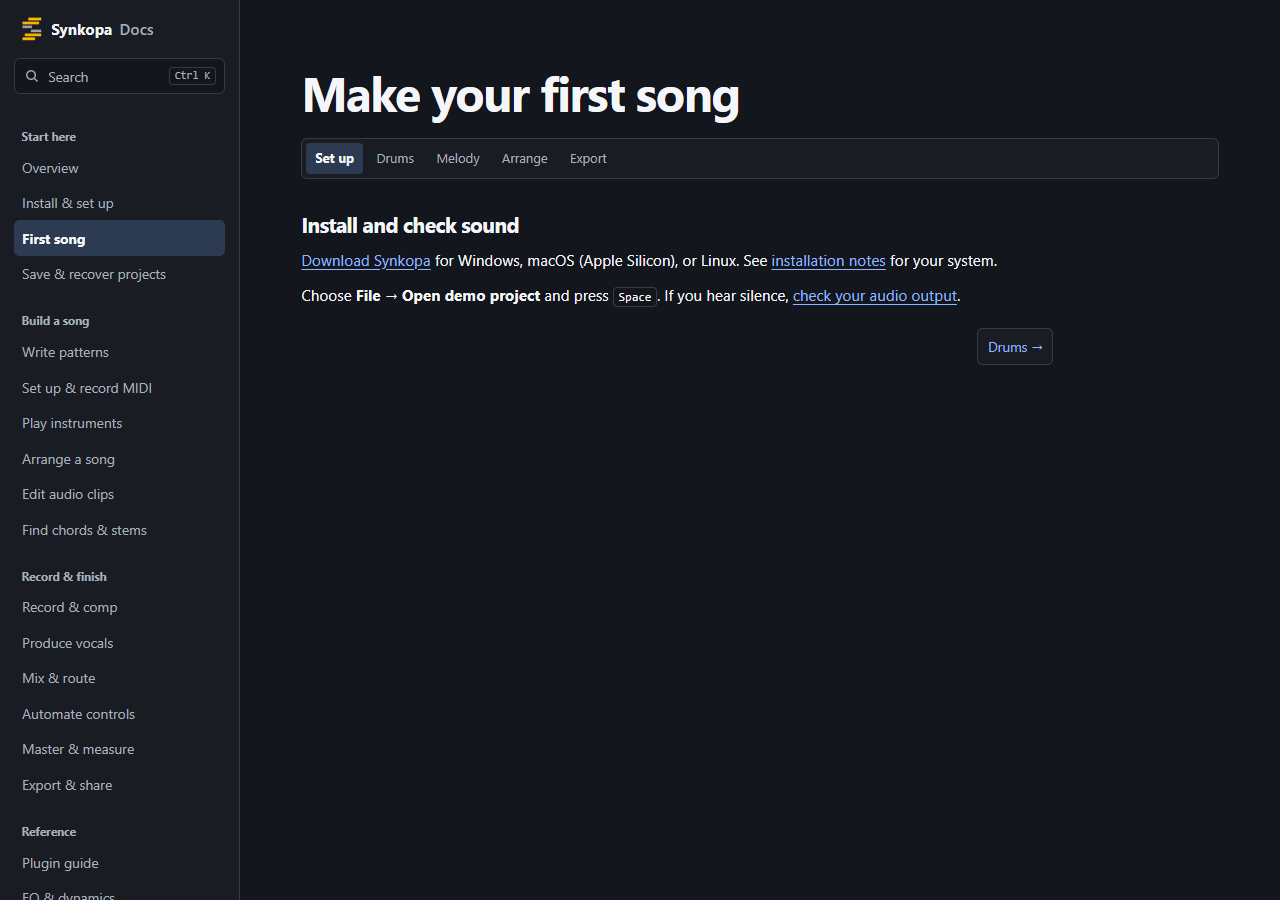 Synkopa Docs
Search Ctrl K
Start here
Overview
Install & set up
First song
Save & recover projects
Build a song
Write patterns
Set up & record MIDI
Play instruments
Arrange a song
Edit audio clips
Find chords & stems
Record & finish
Record & comp
Produce vocals
Mix & route
Automate controls
Master & measure
Export & share
Reference
Plugin guide
EQ & dynamics
Make your first song
Set up Drums Melody Arrange Export
Install and check sound
Download Synkopa for Windows, macOS (Apple Silicon), or Linux. See installation notes for your system.
Choose File → Open demo project and press Space. If you hear silence, check your audio output.
Drums →